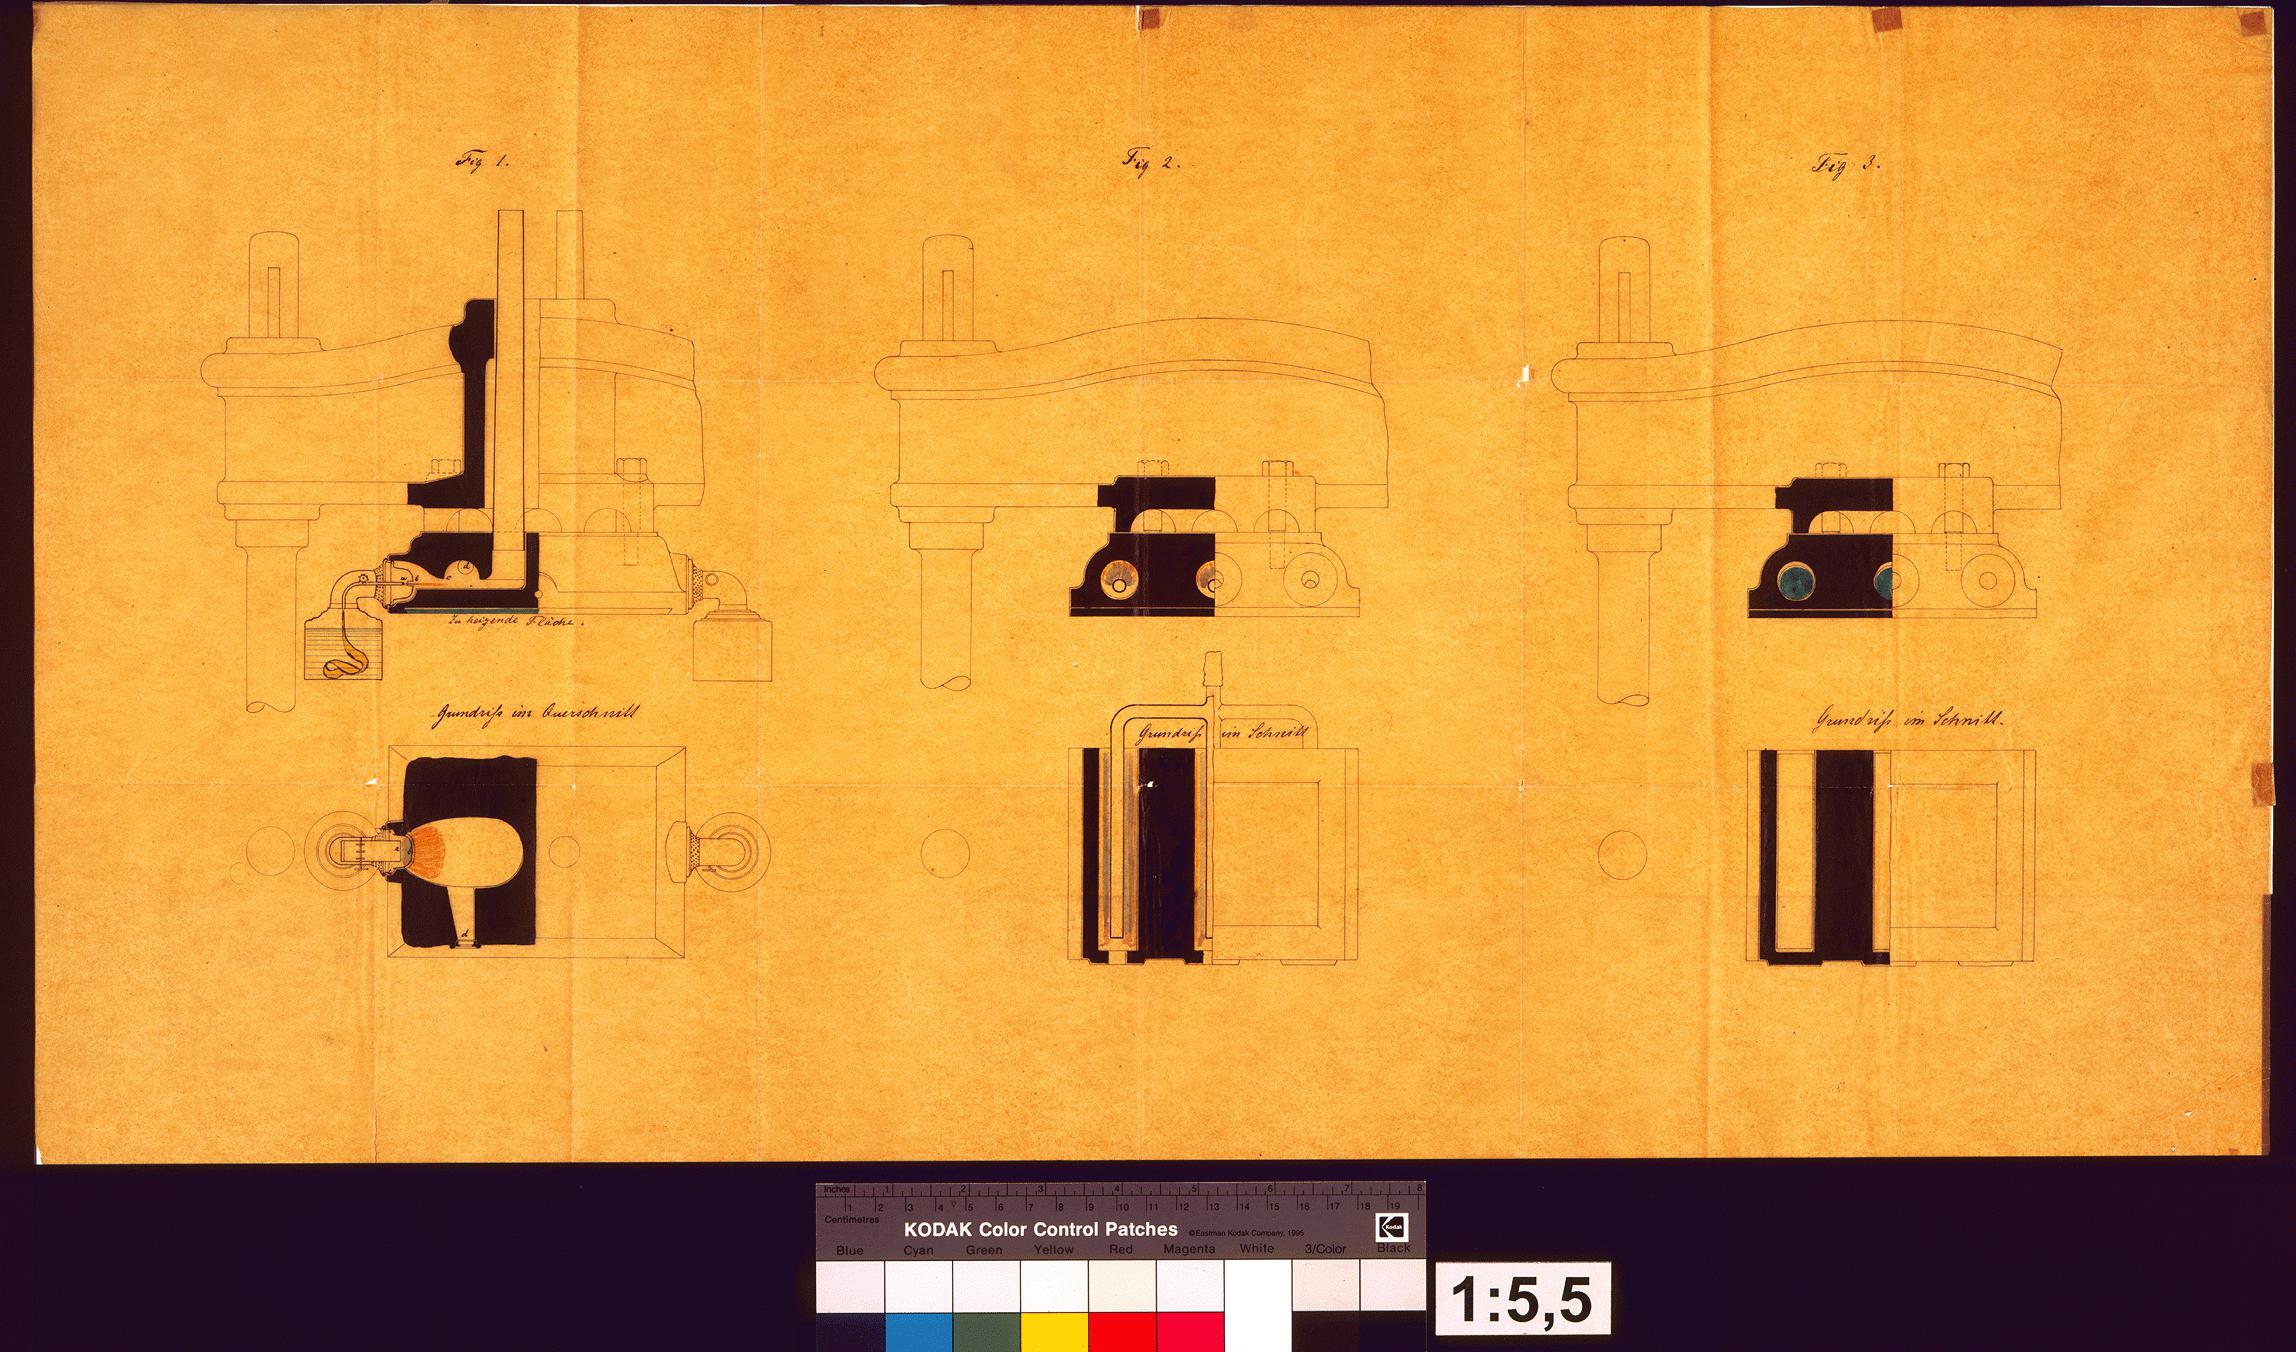 Fig 1.
Fig 2.
Fig 3.
a
b
c
d
Zu heizende Fläche.
Grundriß im Querschnitt
Grundriß im Schnitt
Grundriß im Schnitt.
a
d
Inches 1 2 3 4 5 6 7 8
1 2 3 4 5 6 7 8 9 10 11 12 13 14 15 16 17 18 19
Centimetres
KODAK Color Control Patches ©Eastman Kodak Company, 1995 Kodak
Blue Cyan Green Yellow Red Magenta White 3/Color Black
1:5,5